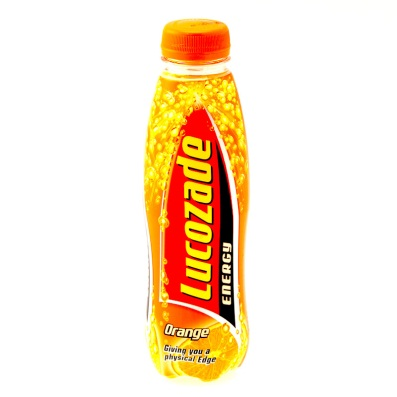 Lucozade
ENERGY
Orange
Giving you a
physical Edge